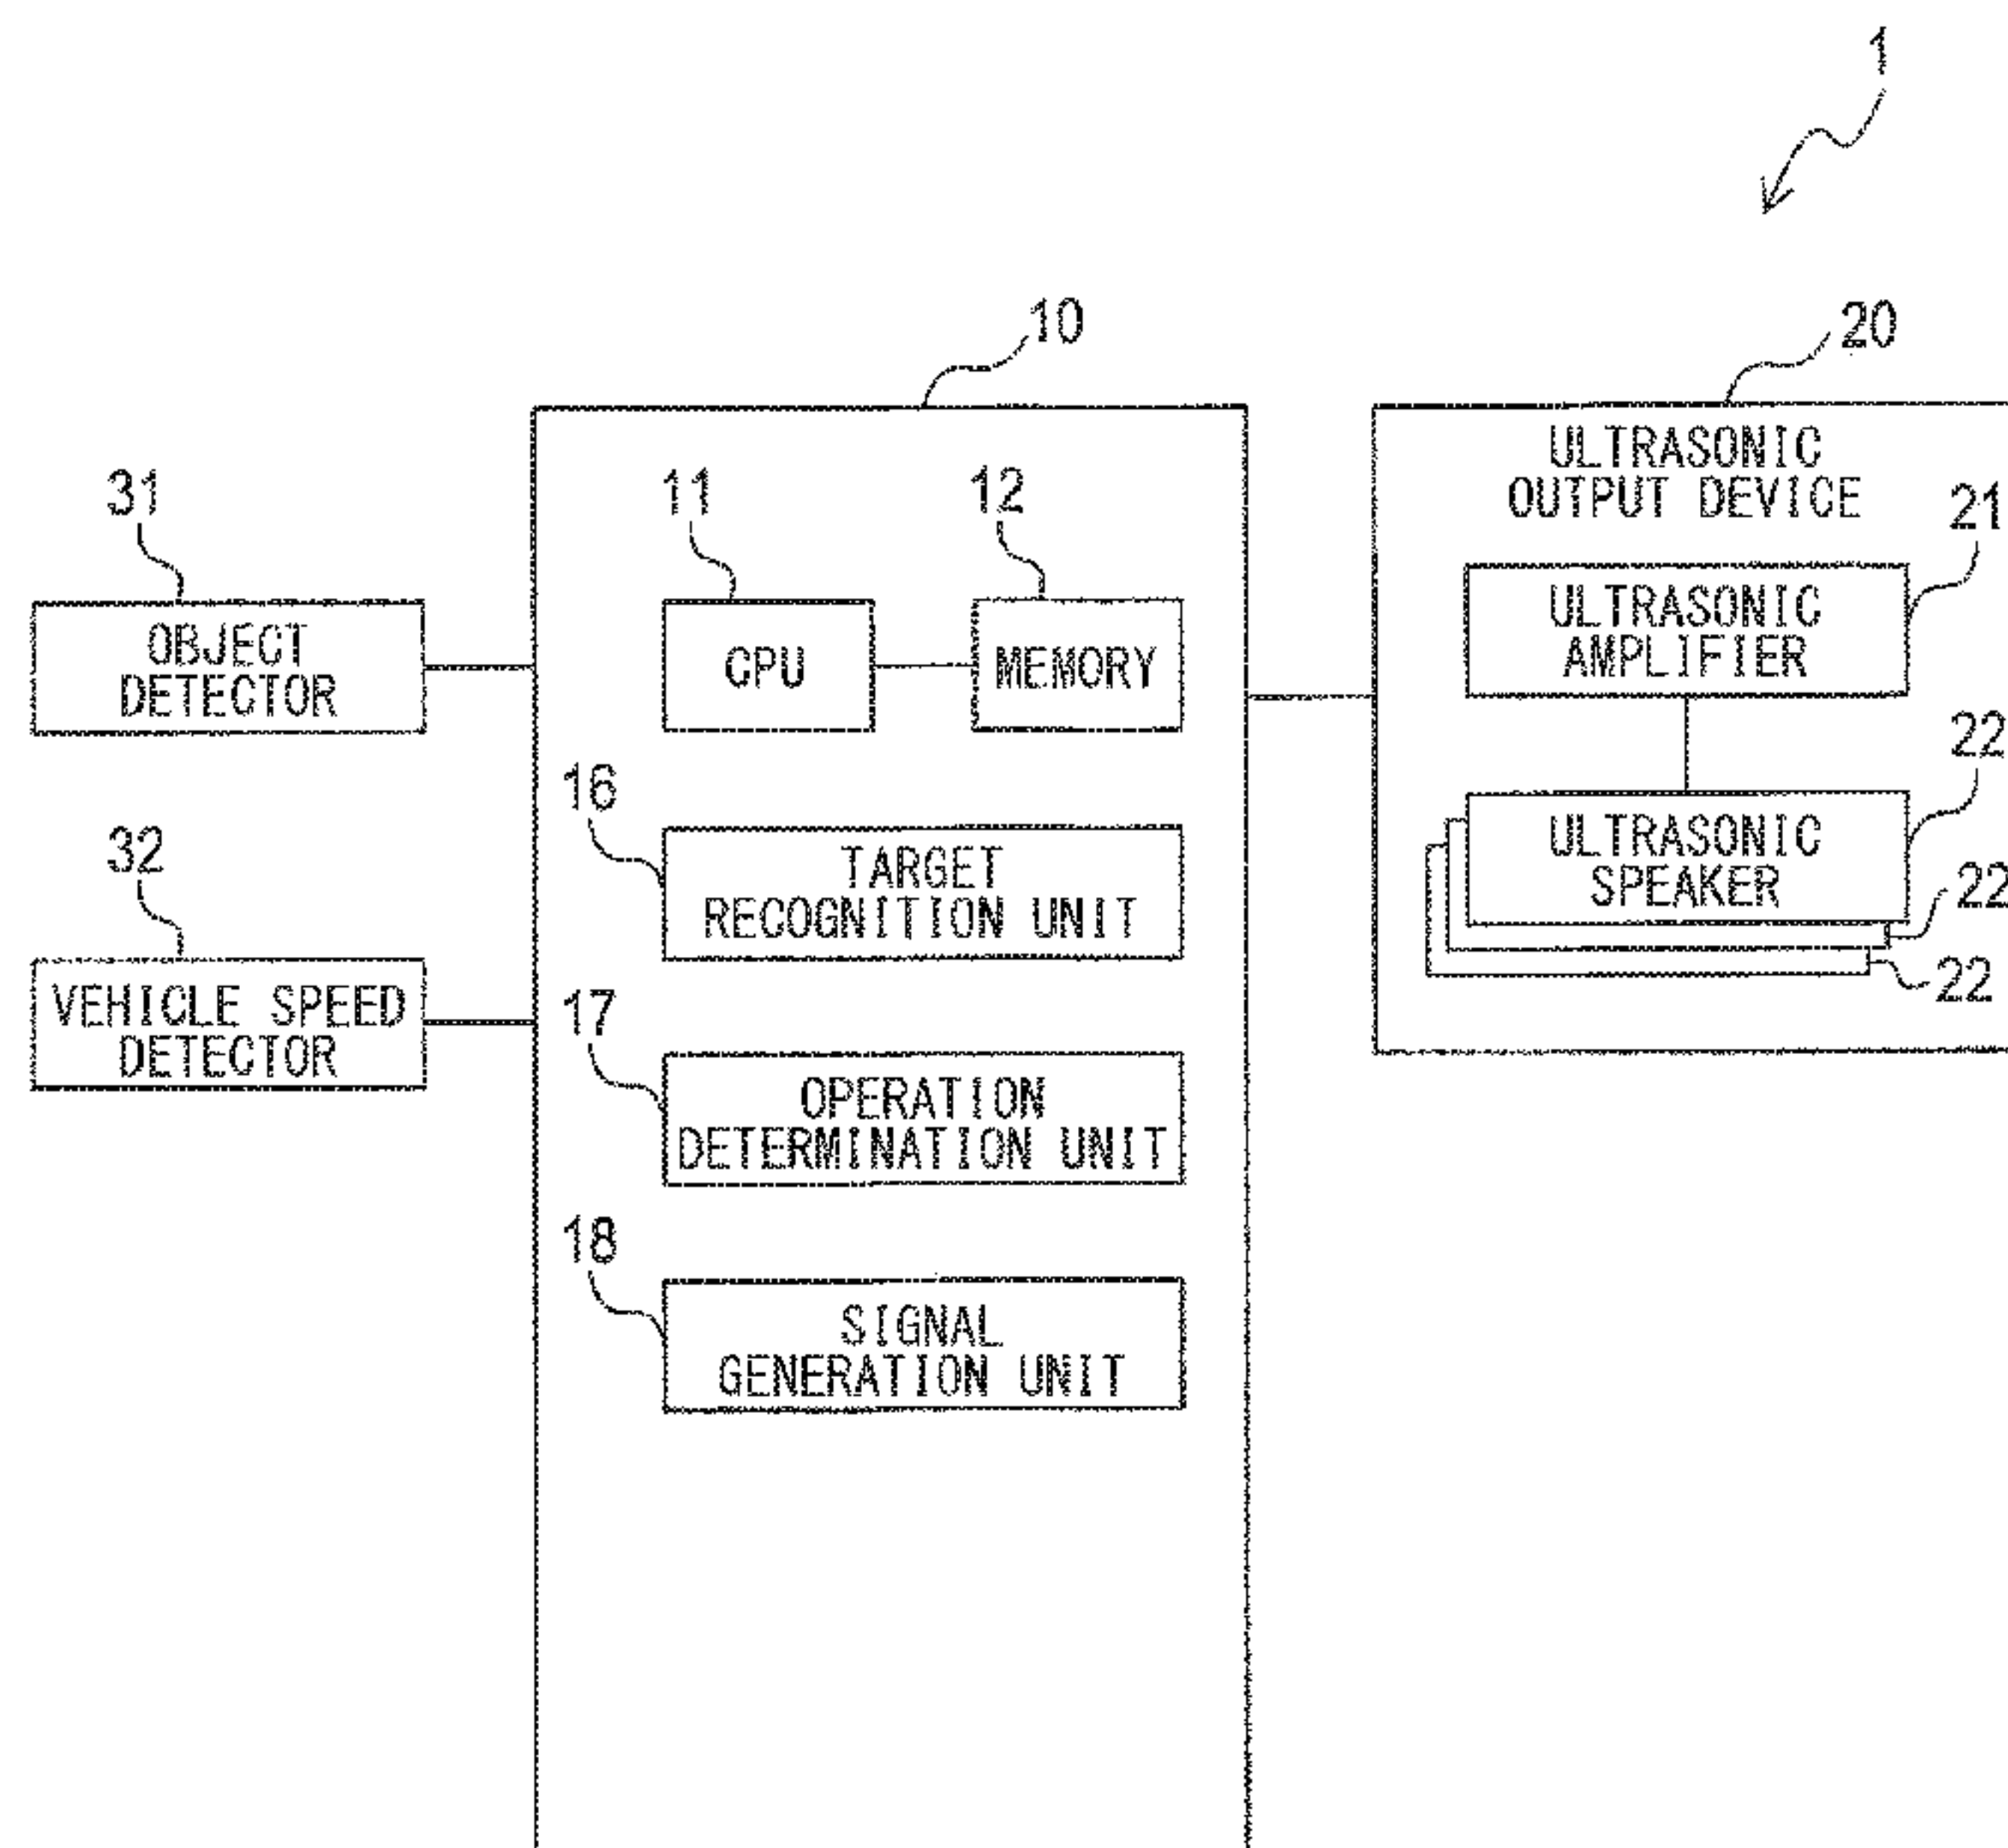 1
10
20
31
OBJECT
DETECTOR
32
VEHICLE SPEED
DETECTOR
11
CPU
12
MEMORY
16
TARGET
RECOGNITION UNIT
17
OPERATION
DETERMINATION UNIT
18
SIGNAL
GENERATION UNIT
ULTRASONIC
OUTPUT DEVICE
21
ULTRASONIC
AMPLIFIER
22
ULTRASONIC
SPEAKER
22
22